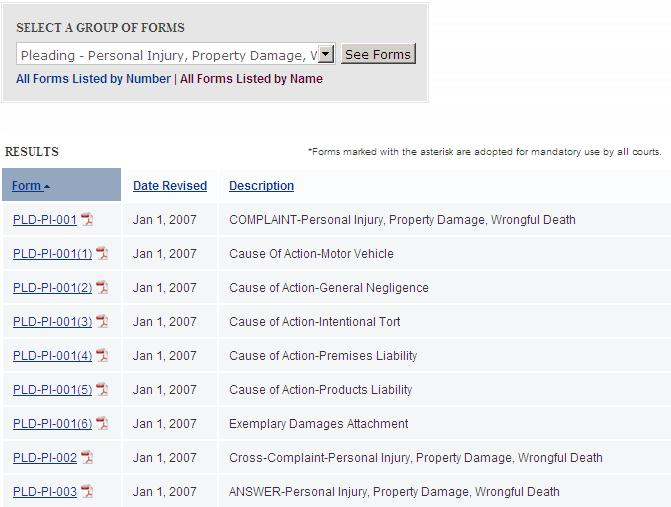 SELECT A GROUP OF FORMS
Pleading - Personal Injury, Property Damage, W
See Forms
All Forms Listed by Number | All Forms Listed by Name
RESULTS
*Forms marked with the asterisk are adopted for mandatory use by all courts.
Form Date Revised Description
PLD-PI-001 Jan 1, 2007 COMPLAINT-Personal Injury, Property Damage, Wrongful Death
PLD-PI-001(1) Jan 1, 2007 Cause Of Action-Motor Vehicle
PLD-PI-001(2) Jan 1, 2007 Cause of Action-General Negligence
PLD-PI-001(3) Jan 1, 2007 Cause of Action-Intentional Tort
PLD-PI-001(4) Jan 1, 2007 Cause of Action-Premises Liability
PLD-PI-001(5) Jan 1, 2007 Cause of Action-Products Liability
PLD-PI-001(6) Jan 1, 2007 Exemplary Damages Attachment
PLD-PI-002 Jan 1, 2007 Cross-Complaint-Personal Injury, Property Damage, Wrongful Death
PLD-PI-003 Jan 1, 2007 ANSWER-Personal Injury, Property Damage, Wrongful Death